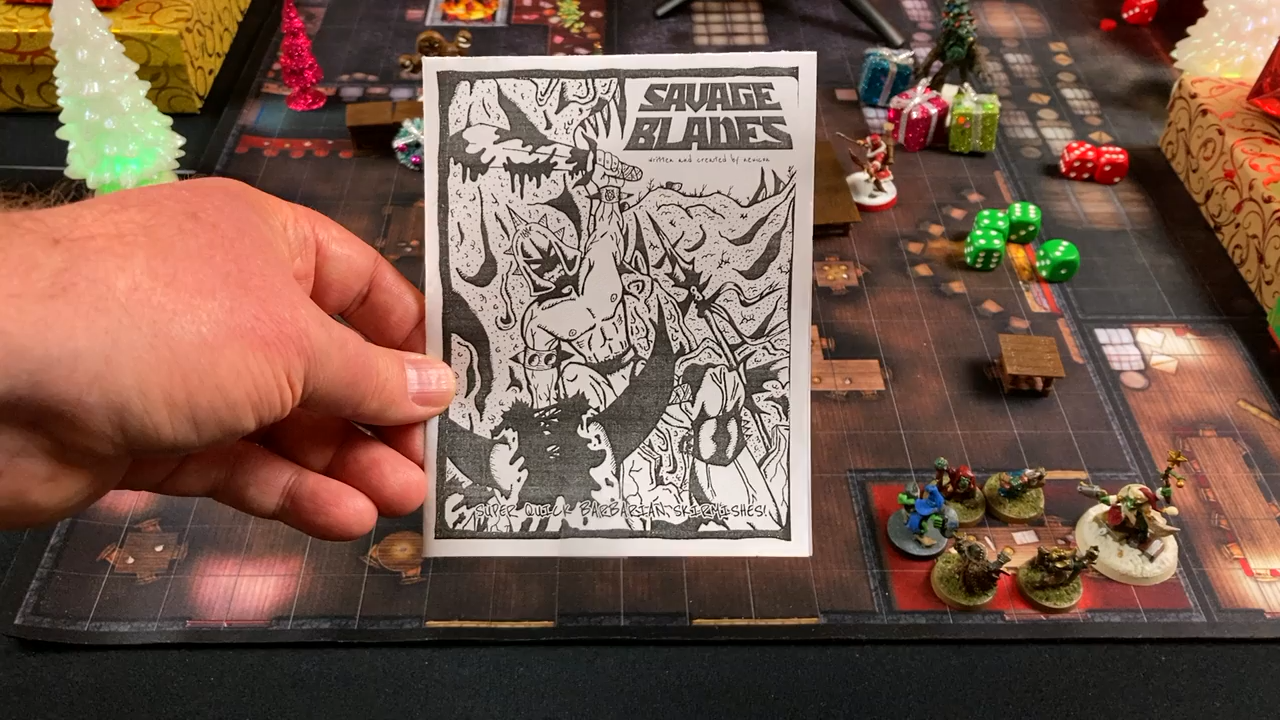 SAVAGE
BLADES
written and created by
SUPER QUICK BARBARIAN SKIRMISHES!